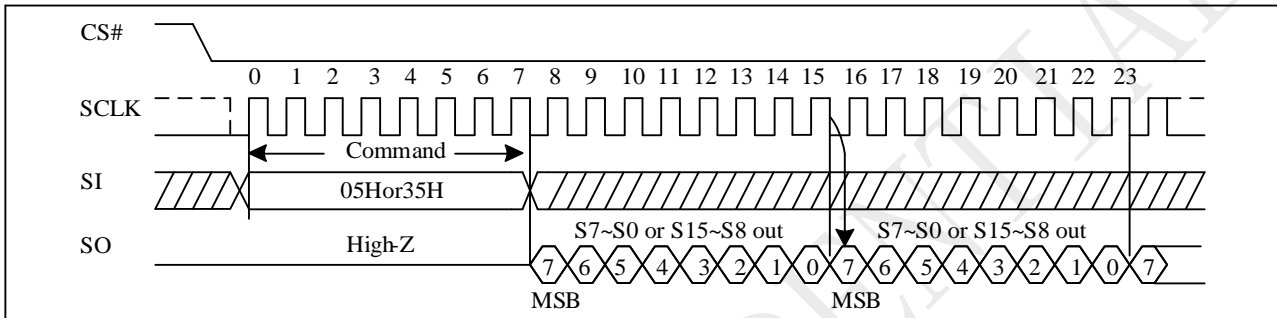 CS#
0 1 2 3 4 5 6 7 8 9 10 11 12 13 14 15 16 17 18 19 20 21 22 23
SCLK
Command
SI
05Hor35H
S7~S0 or S15~S8 out S7~S0 or S15~S8 out
SO
High-Z
7 6 5 4 3 2 1 0 7 6 5 4 3 2 1 0 7
MSB MSB